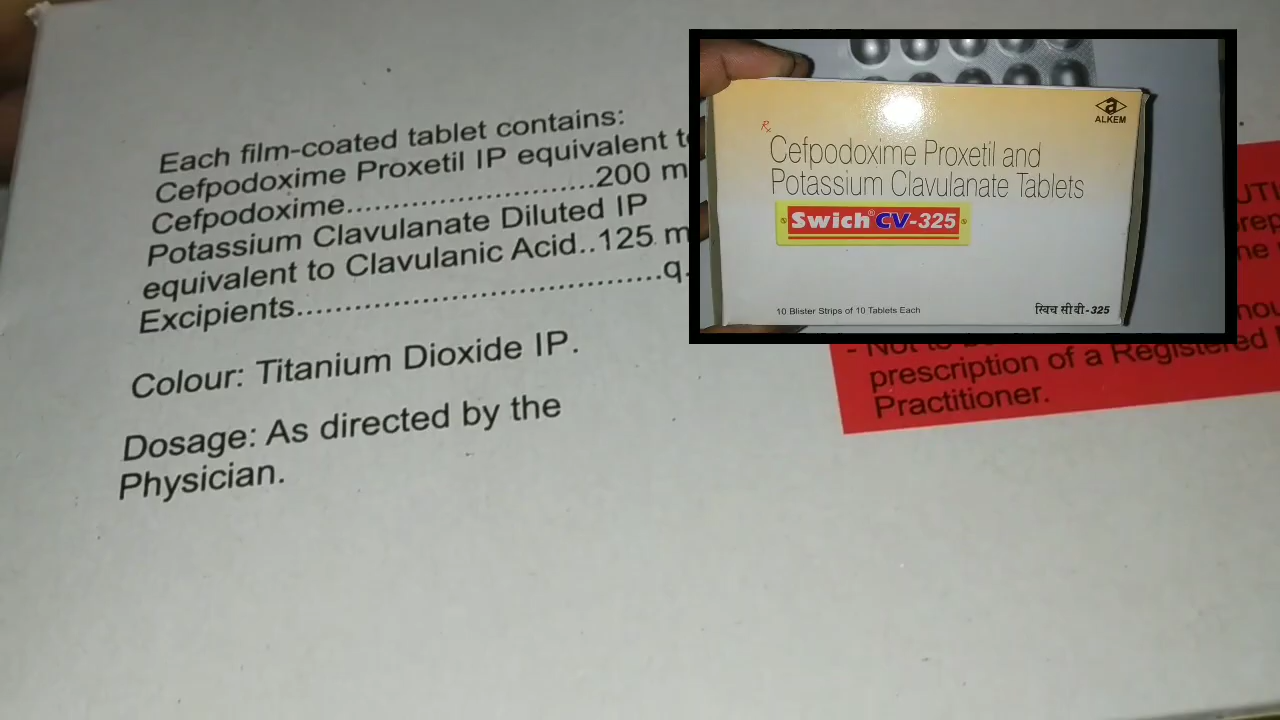 Each film-coated tablet contains:
Cefpodoxime Proxetil IP equivalent
Cefpodoxime..............................200
Potassium Clavulanate Diluted IP
equivalent to Clavulanic Acid..125
Excipients........................................q.
Colour: Titanium Dioxide IP.
Dosage: As directed by the
Physician.
ALKEM
Rx
Cefpodoxime Proxetil and
Potassium Clavulanate Tablets
Swich® CV-325
10 Blister Strips of 10 Tablets Each
स्विच सी वी-325
prescription of a Registered
Practitioner.